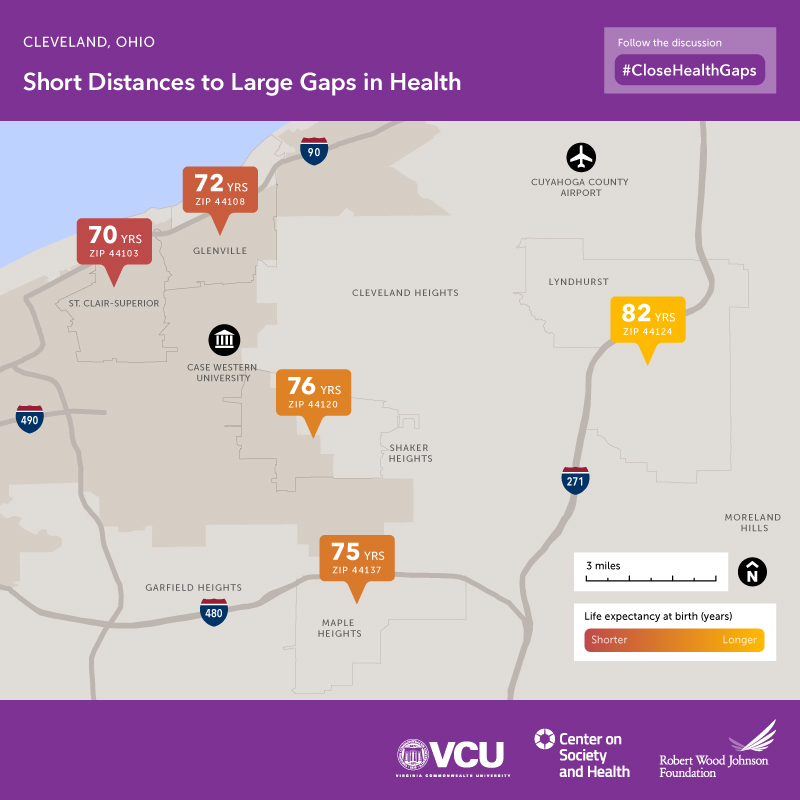 CLEVELAND, OHIO
Short Distances to Large Gaps in Health
Follow the discussion
#CloseHealthGaps
90
72 YRS
ZIP 44108
CUYAHOGA COUNTY
AIRPORT
70 YRS
ZIP 44103
GLENVILLE
ST. CLAIR-SUPERIOR
CLEVELAND HEIGHTS
LYNDHURST
82 YRS
ZIP 44124
CASE WESTERN
UNIVERSITY
76 YRS
ZIP 44120
490
SHAKER
HEIGHTS
271
MORELAND
HILLS
75 YRS
ZIP 44137
3 miles
N
GARFIELD HEIGHTS
480
MAPLE
HEIGHTS
Life expectancy at birth (years)
Shorter Longer
VCU
VIRGINIA COMMONWEALTH UNIVERSITY
Center on
Society
and Health
Robert Wood Johnson
Foundation